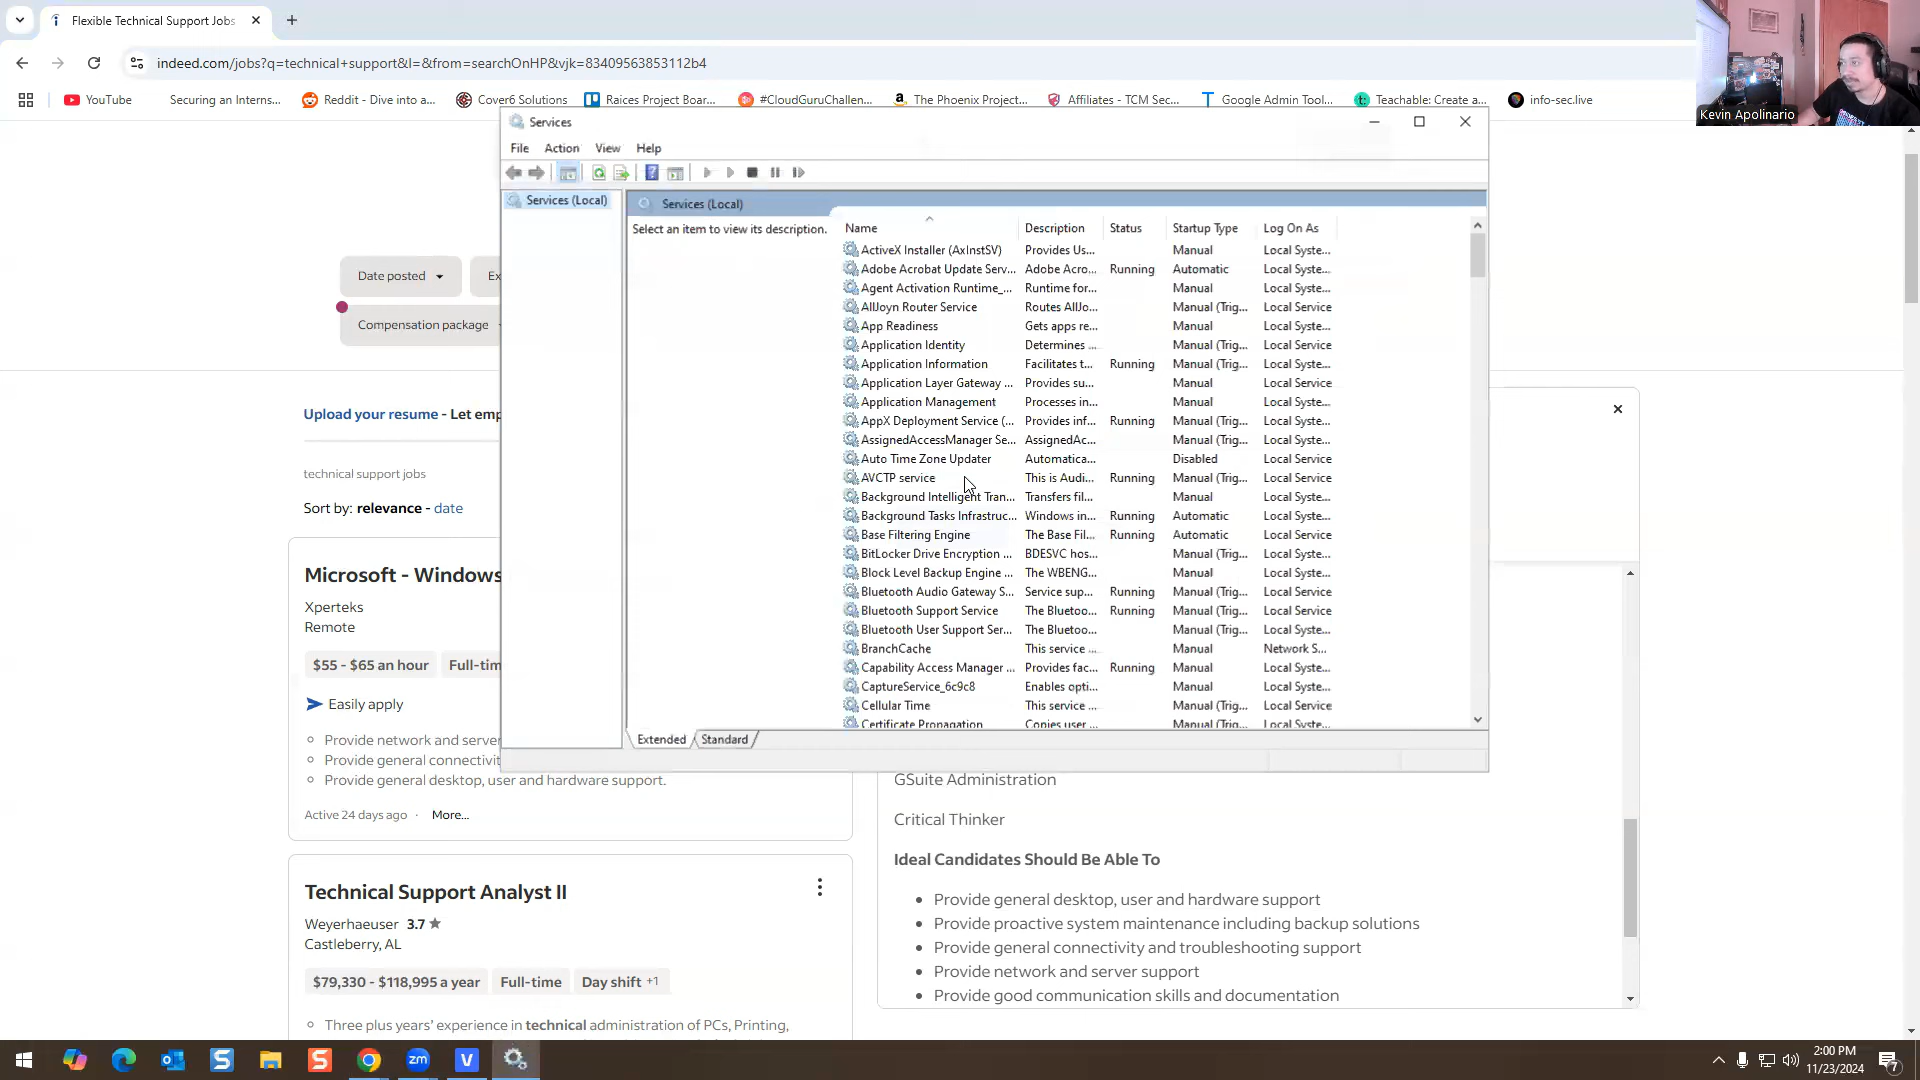 Flexible Technical Support Jobs
indeed.com/jobs?q=technical+support&l=&from=searchOnHP&vjk=83409563853112b4
YouTube
Securing an Interns...
Reddit - Dive into a...
Cover6 Solutions
Raices Project Boar...
#CloudGuruChallen...
The Phoenix Project...
Affiliates - TCM Sec...
Google Admin Tool...
Teachable: Create a...
info-sec.live
Kevin Apolinario
Services
File Action View Help
Services (Local)
Services (Local)
Select an item to view its description.
Name Description Status Startup Type Log On As
ActiveX Installer (AxInstSV) Provides Us... Manual Local Syste...
Adobe Acrobat Update Serv... Adobe Acro... Running Automatic Local Syste...
Agent Activation Runtime_... Runtime for... Manual Local Syste...
AllJoyn Router Service Routes AllJo... Manual (Trig... Local Service
App Readiness Gets apps re... Manual Local Syste...
Application Identity Determines ... Manual (Trig... Local Service
Application Information Facilitates t... Running Manual (Trig... Local Syste...
Application Layer Gateway ... Provides su... Manual Local Service
Application Management Processes in... Manual Local Syste...
AppX Deployment Service (... Provides inf... Running Manual (Trig... Local Syste...
AssignedAccessManager Se... AssignedAc... Manual (Trig... Local Syste...
Auto Time Zone Updater Automatica... Disabled Local Service
AVCTP service This is Audi... Running Manual (Trig... Local Service
Background Intelligent Tran... Transfers fil... Manual Local Syste...
Background Tasks Infrastruc... Windows in... Running Automatic Local Syste...
Base Filtering Engine The Base Fil... Running Automatic Local Service
BitLocker Drive Encryption ... BDESVC hos... Manual (Trig... Local Syste...
Block Level Backup Engine ... The WBENG... Manual Local Syste...
Bluetooth Audio Gateway S... Service sup... Running Manual (Trig... Local Service
Bluetooth Support Service The Bluetoo... Running Manual (Trig... Local Service
Bluetooth User Support Ser... The Bluetoo... Manual (Trig... Local Syste...
BranchCache This service ... Manual Network S...
Capability Access Manager ... Provides fac... Running Manual Local Syste...
CaptureService_6c9c8 Enables opti... Manual Local Syste...
Cellular Time This service ... Manual (Trig... Local Service
Certificate Propagation Copies user ... Manual (Trig... Local Syste...
Extended Standard
Date posted Ex
Compensation package
Upload your resume - Let emp
technical support jobs
Sort by: relevance - date
Microsoft - Windows
Xperteks
Remote
$55 - $65 an hour Full-tim
Easily apply
Provide network and server
Provide general connectivit
Provide general desktop, user and hardware support.
Active 24 days ago · More...
Technical Support Analyst II
Weyerhaeuser 3.7
Castleberry, AL
$79,330 - $118,995 a year Full-time Day shift +1
Three plus years' experience in technical administration of PCs, Printing,
GSuite Administration
Critical Thinker
Ideal Candidates Should Be Able To
Provide general desktop, user and hardware support
Provide proactive system maintenance including backup solutions
Provide general connectivity and troubleshooting support
Provide network and server support
Provide good communication skills and documentation
zm
2:00 PM
11/23/2024
7